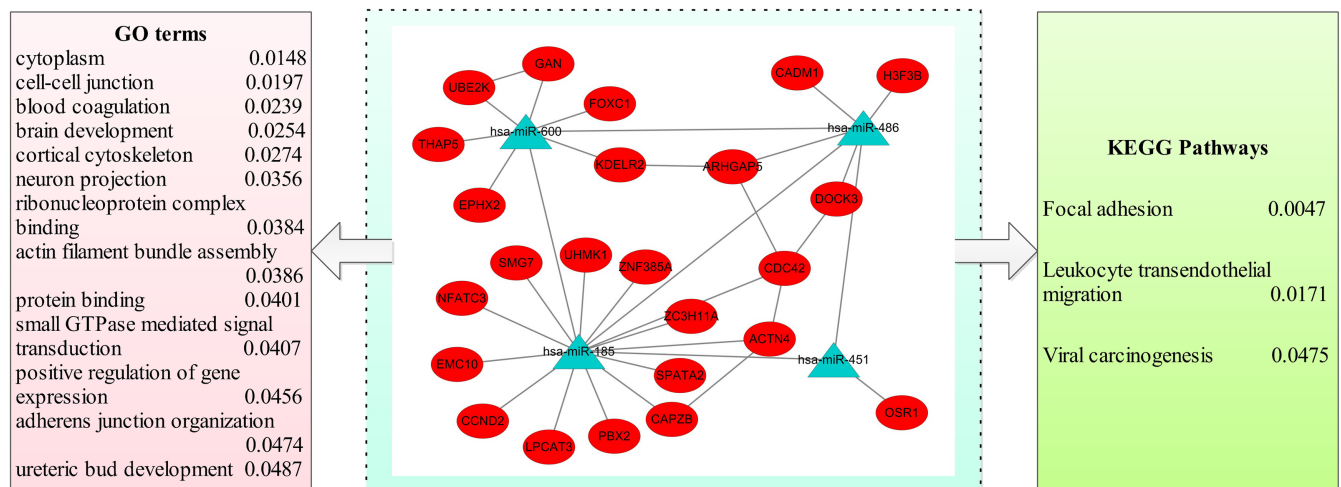 GO terms
cytoplasm 0.0148
cell-cell junction 0.0197
blood coagulation 0.0239
brain development 0.0254
cortical cytoskeleton 0.0274
neuron projection 0.0356
ribonucleoprotein complex
binding 0.0384
actin filament bundle assembly
0.0386
protein binding 0.0401
small GTPase mediated signal
transduction 0.0407
positive regulation of gene
expression 0.0456
adherens junction organization
0.0474
ureteric bud development 0.0487
GAN
UBE2K
FOXC1
hsa-miR-600
THAP5
KDELR2
EPHX2
CADM1
H3F3B
hsa-miR-486
ARHGAP5
DOCK3
SMG7
UHMK1
ZNF385A
CDC42
NFATC3
ZC3H11A
ACTN4
hsa-miR-185
hsa-miR-451
EMC10
SPATA2
CCND2
CAPZB
OSR1
LPCAT3
PBX2
KEGG Pathways
Focal adhesion 0.0047
Leukocyte transendothelial
migration 0.0171
Viral carcinogenesis 0.0475